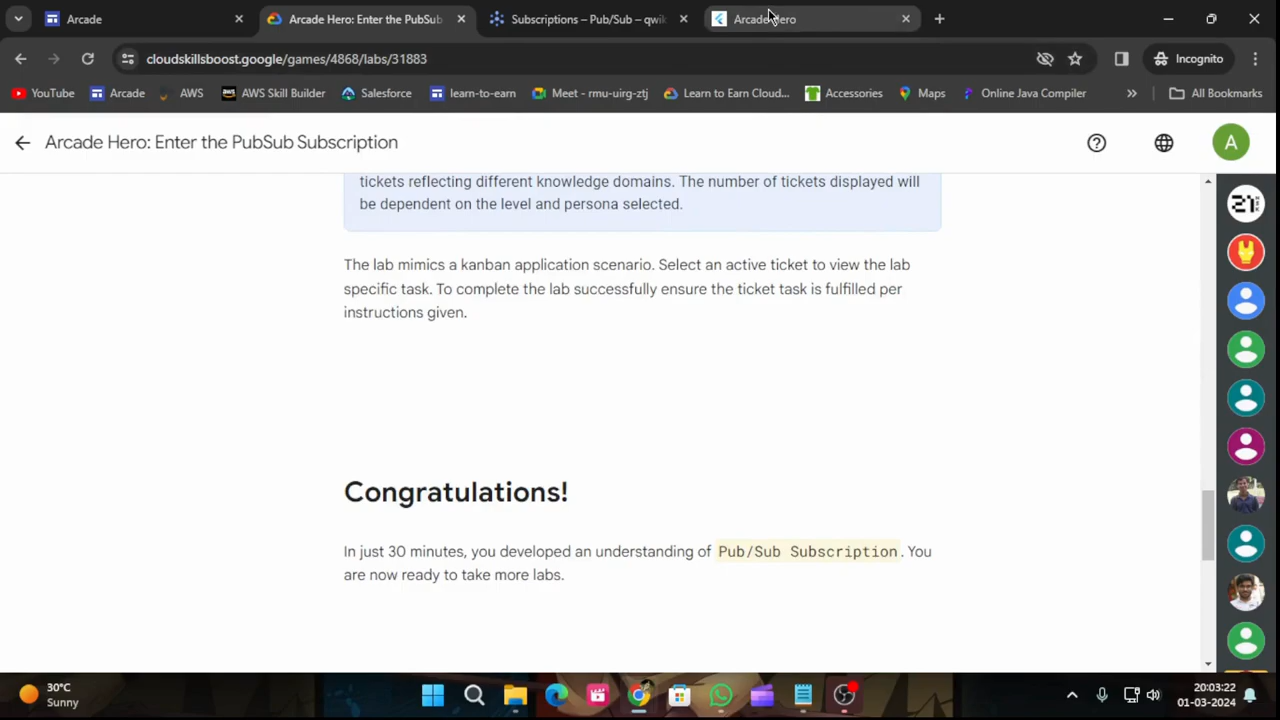 Arcade
Arcade Hero: Enter the PubSub
Subscriptions – Pub/Sub – qwik
Arcade Hero
cloudskillsboost.google/games/4868/labs/31883
Incognito
YouTube
Arcade
AWS
AWS Skill Builder
Salesforce
learn-to-earn
Meet - rmu-uirg-ztj
Learn to Earn Cloud...
Accessories
Maps
Online Java Compiler
All Bookmarks
Arcade Hero: Enter the PubSub Subscription
A
tickets reflecting different knowledge domains. The number of tickets displayed will
be dependent on the level and persona selected.
The lab mimics a kanban application scenario. Select an active ticket to view the lab
specific task. To complete the lab successfully ensure the ticket task is fulfilled per
instructions given.
Congratulations!
In just 30 minutes, you developed an understanding of Pub/Sub Subscription. You
are now ready to take more labs.
30°C
Sunny
20:03:22
01-03-2024